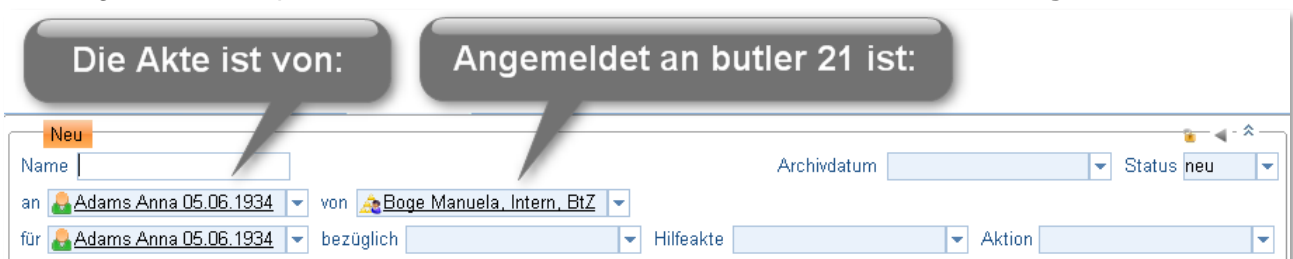 Die Akte ist von: Angemeldet an butler 21 ist:
Neu
Name Archivdatum Status neu
an Adams Anna 05.06.1934 von Boge Manuela, Intern, BtZ
für Adams Anna 05.06.1934 bezüglich Hilfeakte Aktion